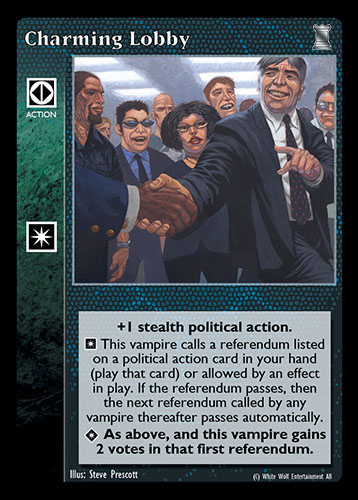 Charming Lobby
ACTION
+1 stealth political action.
This vampire calls a referendum listed
on a political action card in your hand
(play that card) or allowed by an effect
in play. If the referendum passes, then
the next referendum called by any
vampire thereafter passes automatically.
As above, and this vampire gains
2 votes in that first referendum.
Illus: Steve Prescott
(C) White Wolf Entertainment AB